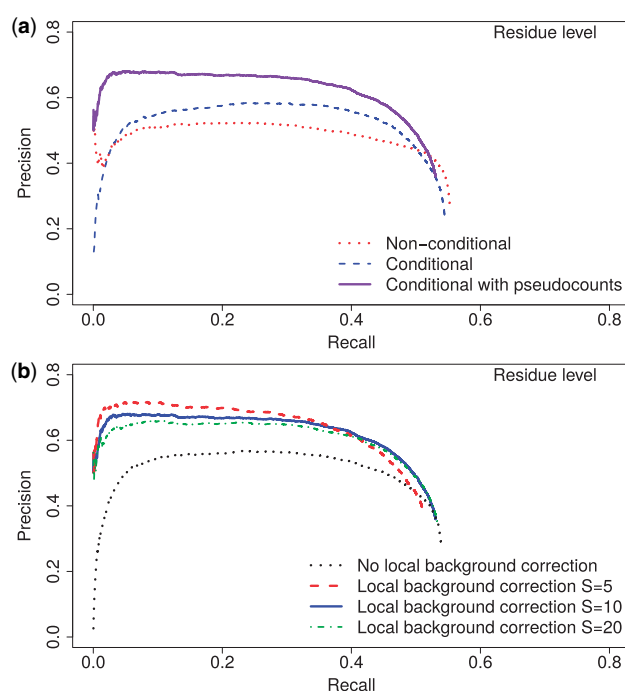 (a)
Residue level
Precision
0.0 0.2 0.4 0.6 0.8
Non−conditional
Conditional
Conditional with pseudocounts
0.0 0.2 0.4 0.6 0.8
Recall
(b)
Residue level
Precision
0.0 0.2 0.4 0.6 0.8
No local background correction
Local background correction S=5
Local background correction S=10
Local background correction S=20
0.0 0.2 0.4 0.6 0.8
Recall